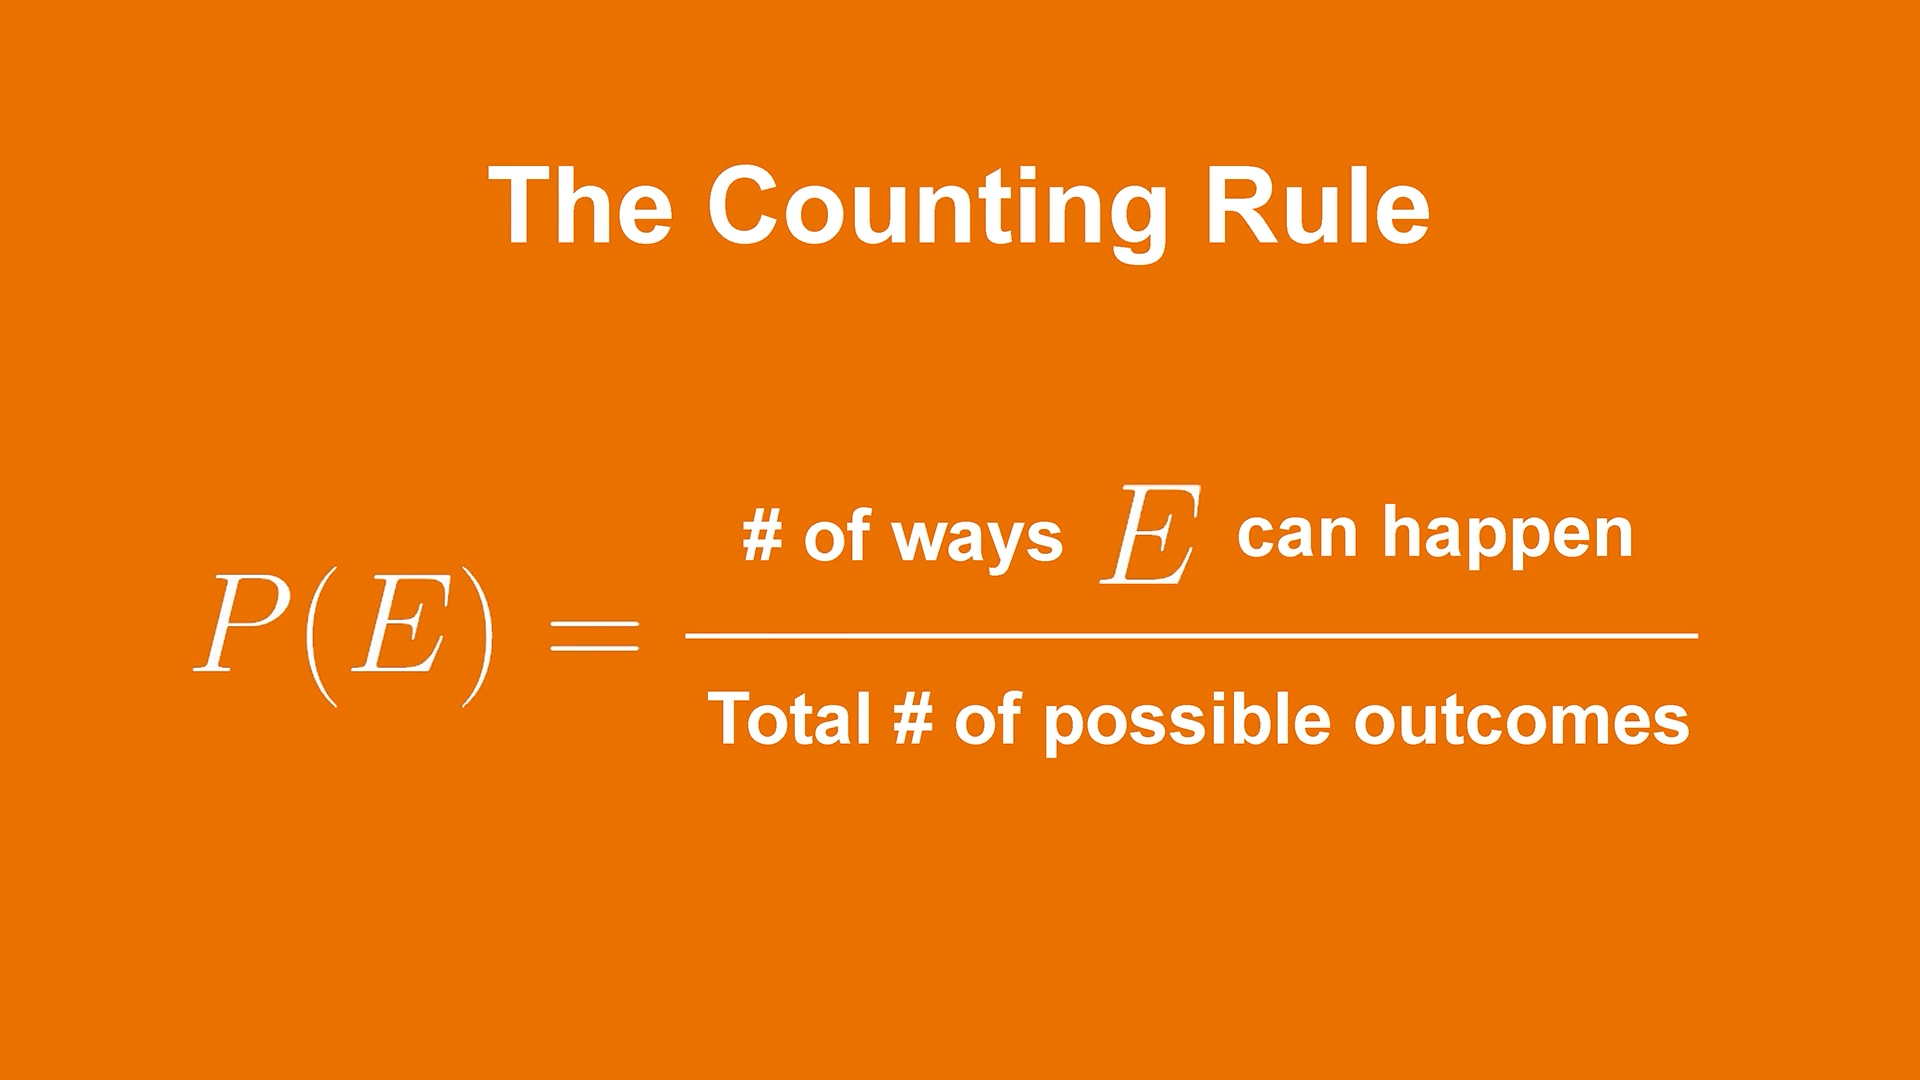 The Counting Rule
# of ways E can happen
P(E) =
Total # of possible outcomes